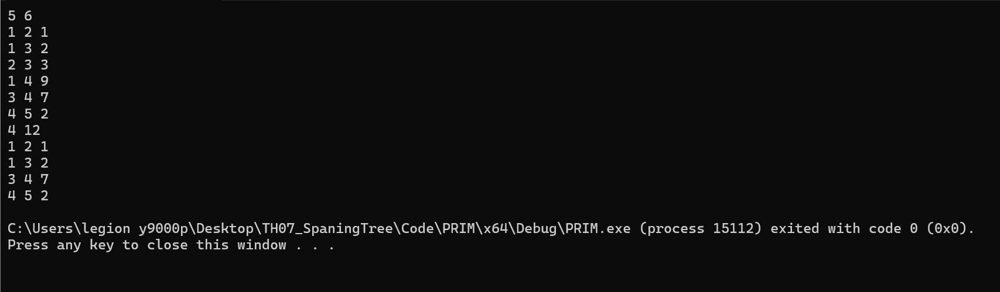 5 6
1 2 1
1 3 2
2 3 3
1 4 9
3 4 7
4 5 2
4 12
1 2 1
1 3 2
3 4 7
4 5 2
C:\Users\legion y9000p\Desktop\TH07_SpaningTree\Code\PRIM\x64\Debug\PRIM.exe (process 15112) exited with code 0 (0x0).
Press any key to close this window . . .